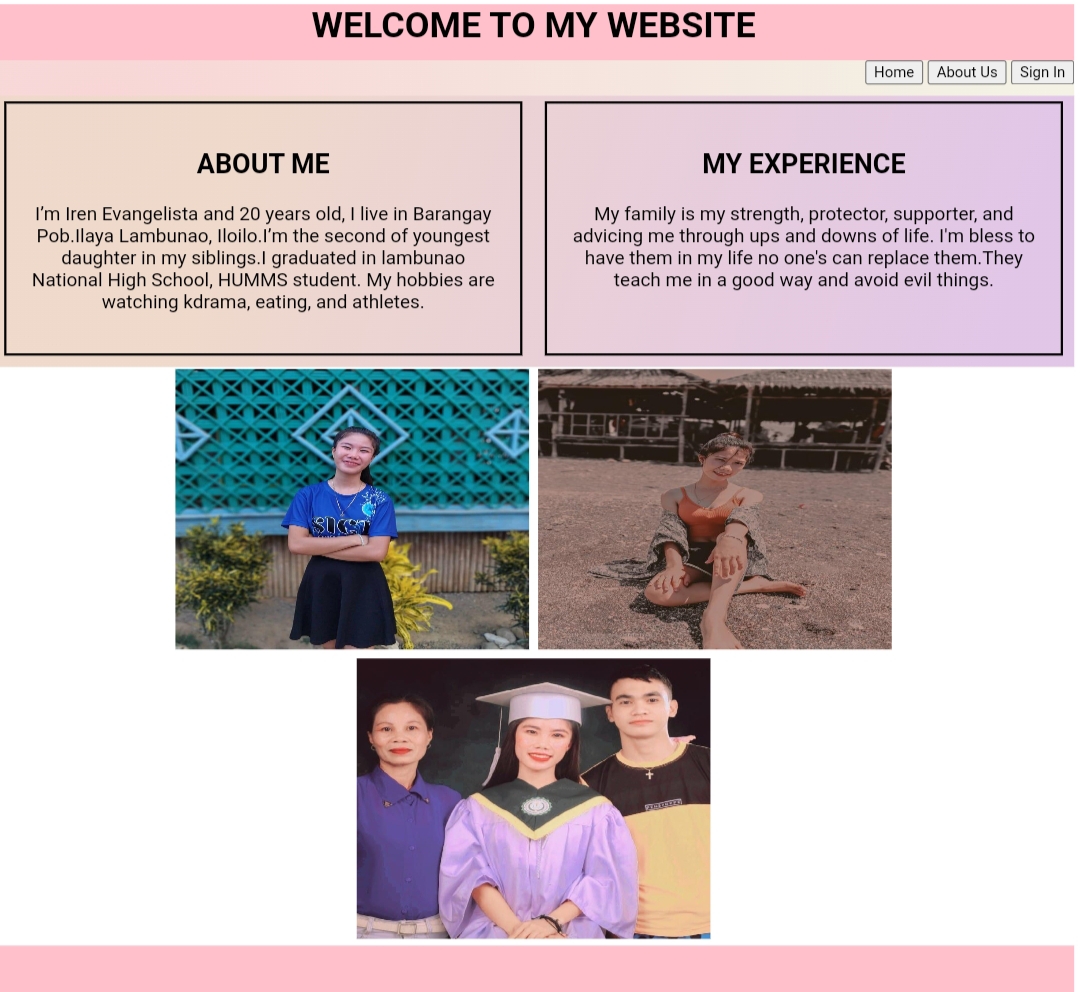 WELCOME TO MY WEBSITE
Home About Us Sign In
ABOUT ME
I’m Iren Evangelista and 20 years old, I live in Barangay
Pob.Ilaya Lambunao, Iloilo.I’m the second of youngest
daughter in my siblings.I graduated in lambunao
National High School, HUMMS student. My hobbies are
watching kdrama, eating, and athletes.
MY EXPERIENCE
My family is my strength, protector, supporter, and
advicing me through ups and downs of life. I'm bless to
have them in my life no one's can replace them.They
teach me in a good way and avoid evil things.